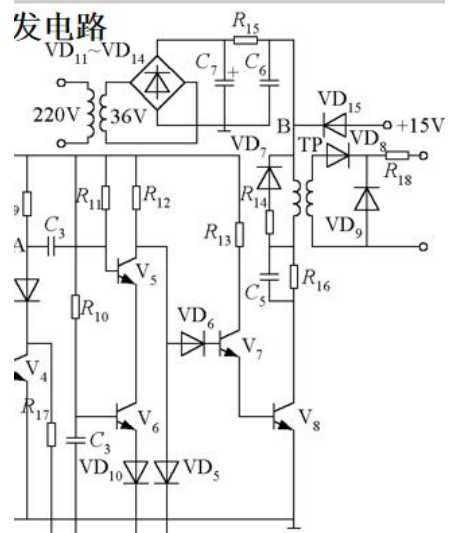 发电路
VD11~VD14
R15
C7
+
C6
220V
36V
B
VD15
+15V
TP
VD8
VD7
R18
9
R11
R12
R14
VD9
A
C3
R13
V5
C5
R16
R10
VD6
V7
V4
R17
V6
V8
C3
VD10
VD5